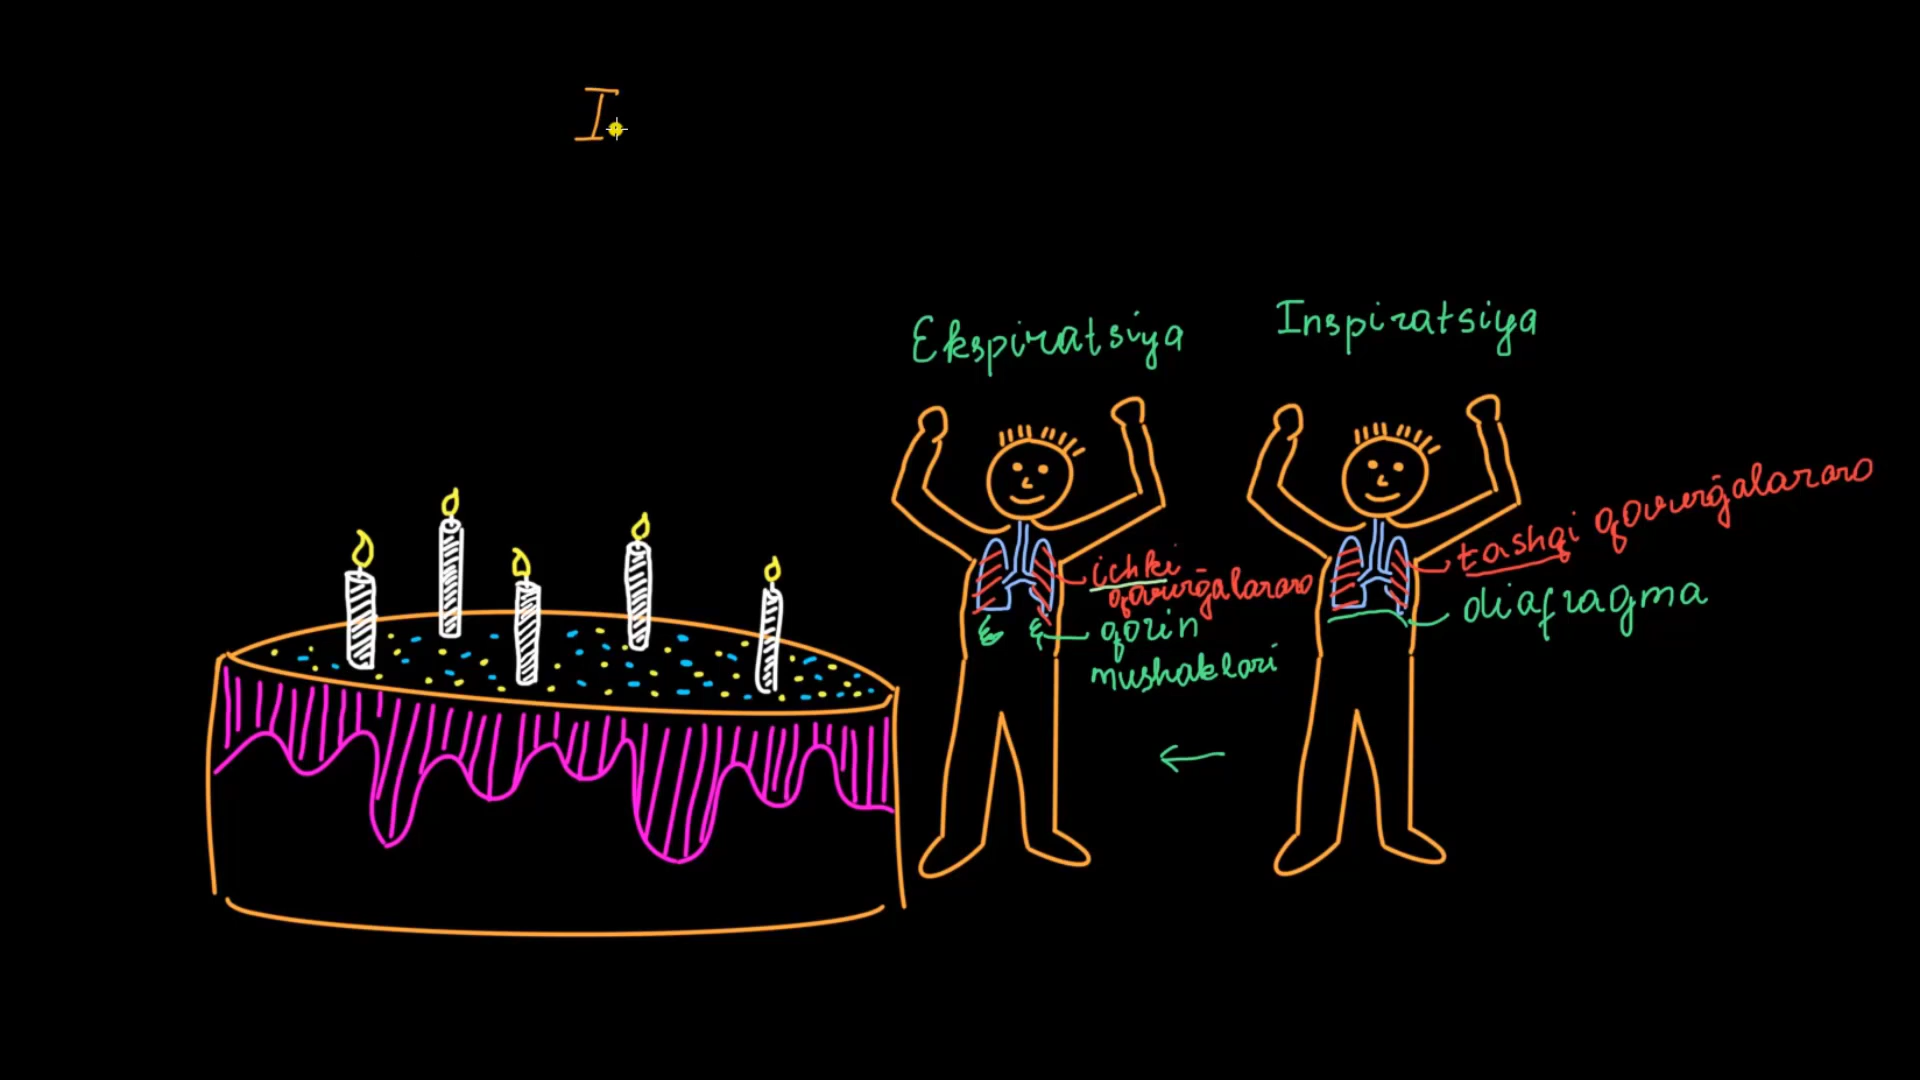 I
Ekspiratsiya
Inspiratsiya
ichki
qovurg'alararo
qorin
mushaklari
tashqi qovurg'alararo
diafragma